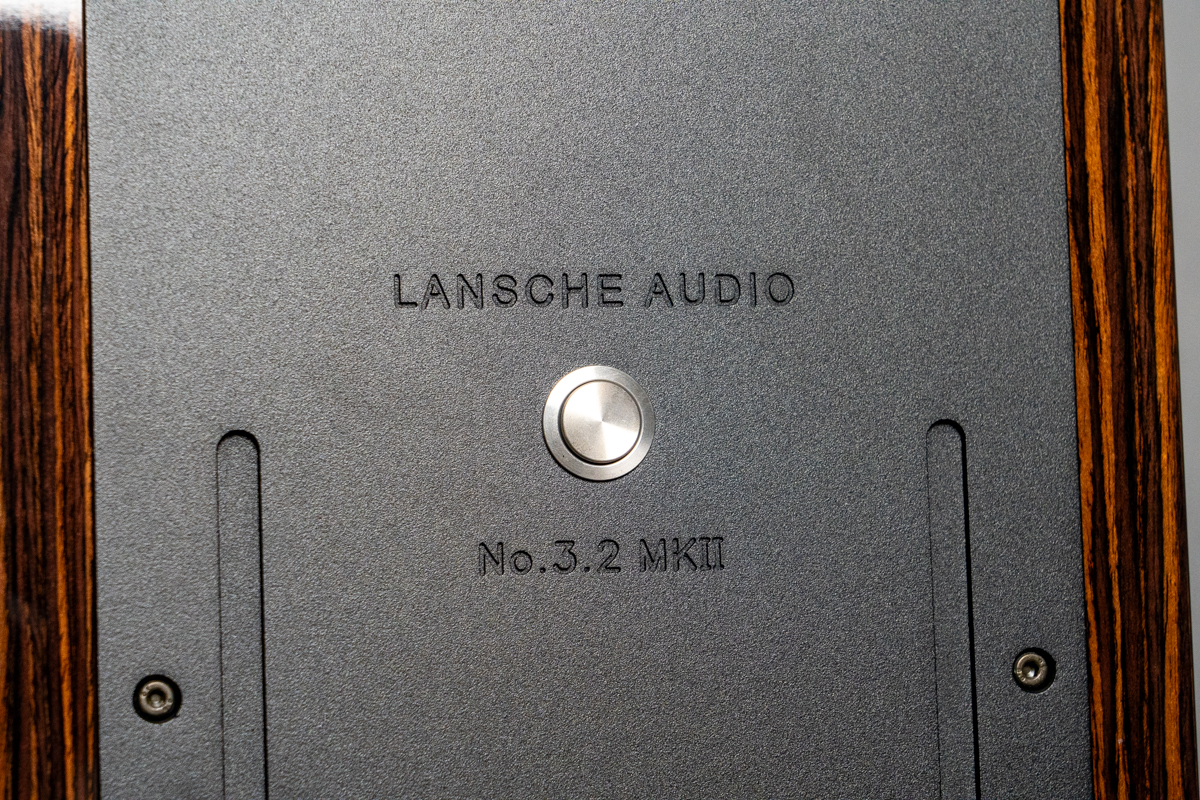 LANSCHE AUDIO
No.3.2 MKII